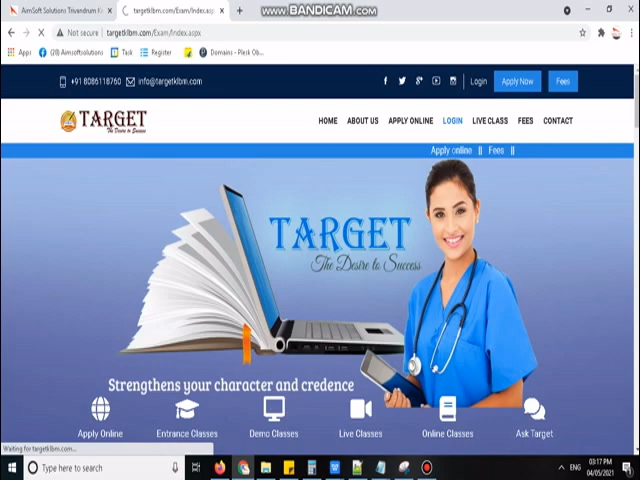 AimSoft Solutions Trivandrum K
targetklbm.com/Exam/Index.asp
www.BANDICAM.com
Not secure | targetklbm.com/Exam/Index.aspx
Apps (20) Aimsoftsolutions Task Register Domains - Plesk Ob...
+91 8086118760 info@targetklbm.com Login Apply Now Fees
TARGET
The Desire to Success
HOME ABOUT US APPLY ONLINE LOGIN LIVE CLASS FEES CONTACT
Apply online || Fees ||
TARGET
The Desire to Success
Strengthens your character and credence
Apply Online Entrance Classes Demo Classes Live Classes Online Classes Ask Target
Waiting for targetklbm.com...
Type here to search
ENG
03:17 PM
04/05/2021